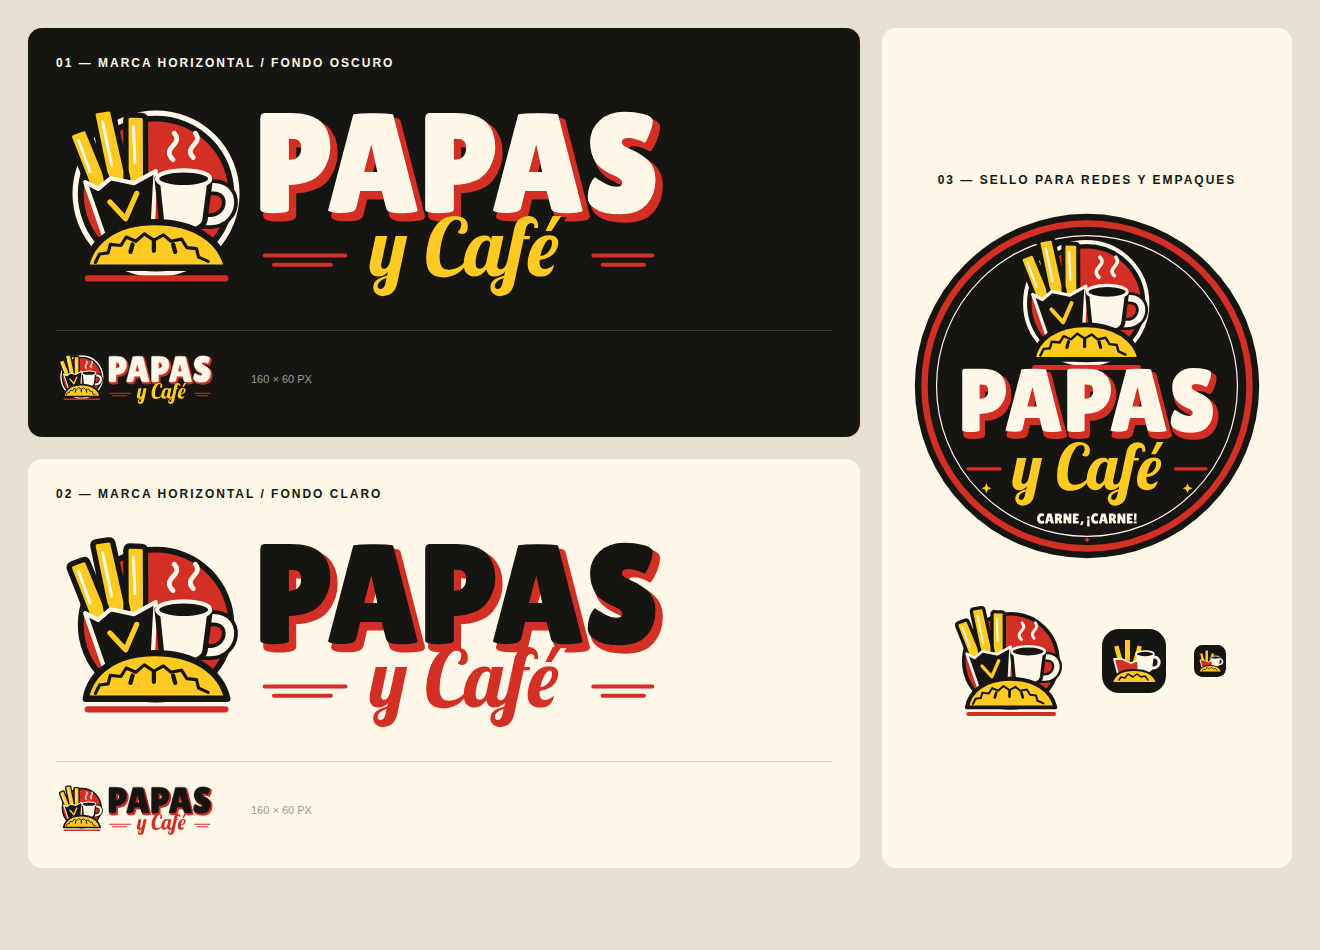 01 — MARCA HORIZONTAL / FONDO OSCURO
PAPAS
y Café
PAPAS
y Café
160 × 60 PX
02 — MARCA HORIZONTAL / FONDO CLARO
PAPAS
y Café
PAPAS
y Café
160 × 60 PX
03 — SELLO PARA REDES Y EMPAQUES
PAPAS
y Café
CARNE, ¡CARNE!